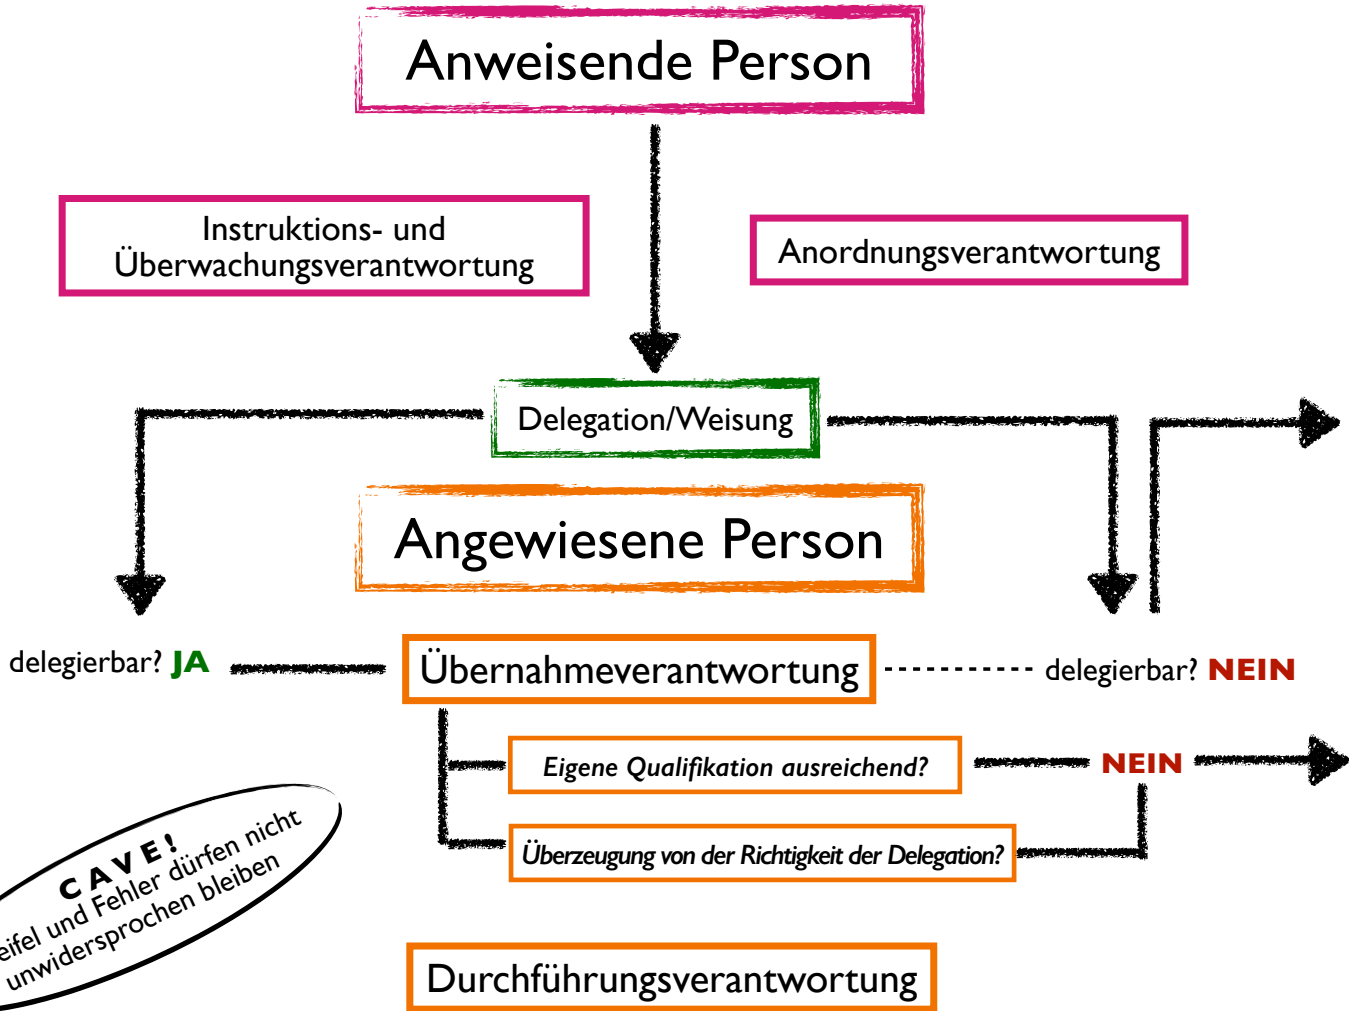 Anweisende Person
Instruktions- und
Überwachungsverantwortung
Anordnungsverantwortung
Delegation/Weisung
Angewiesene Person
delegierbar? JA
Übernahmeverantwortung
delegierbar? NEIN
Eigene Qualifikation ausreichend?
NEIN
Überzeugung von der Richtigkeit der Delegation?
CAVE!
und Fehler dürfen nicht
unwidersprochen bleiben
Durchführungsverantwortung